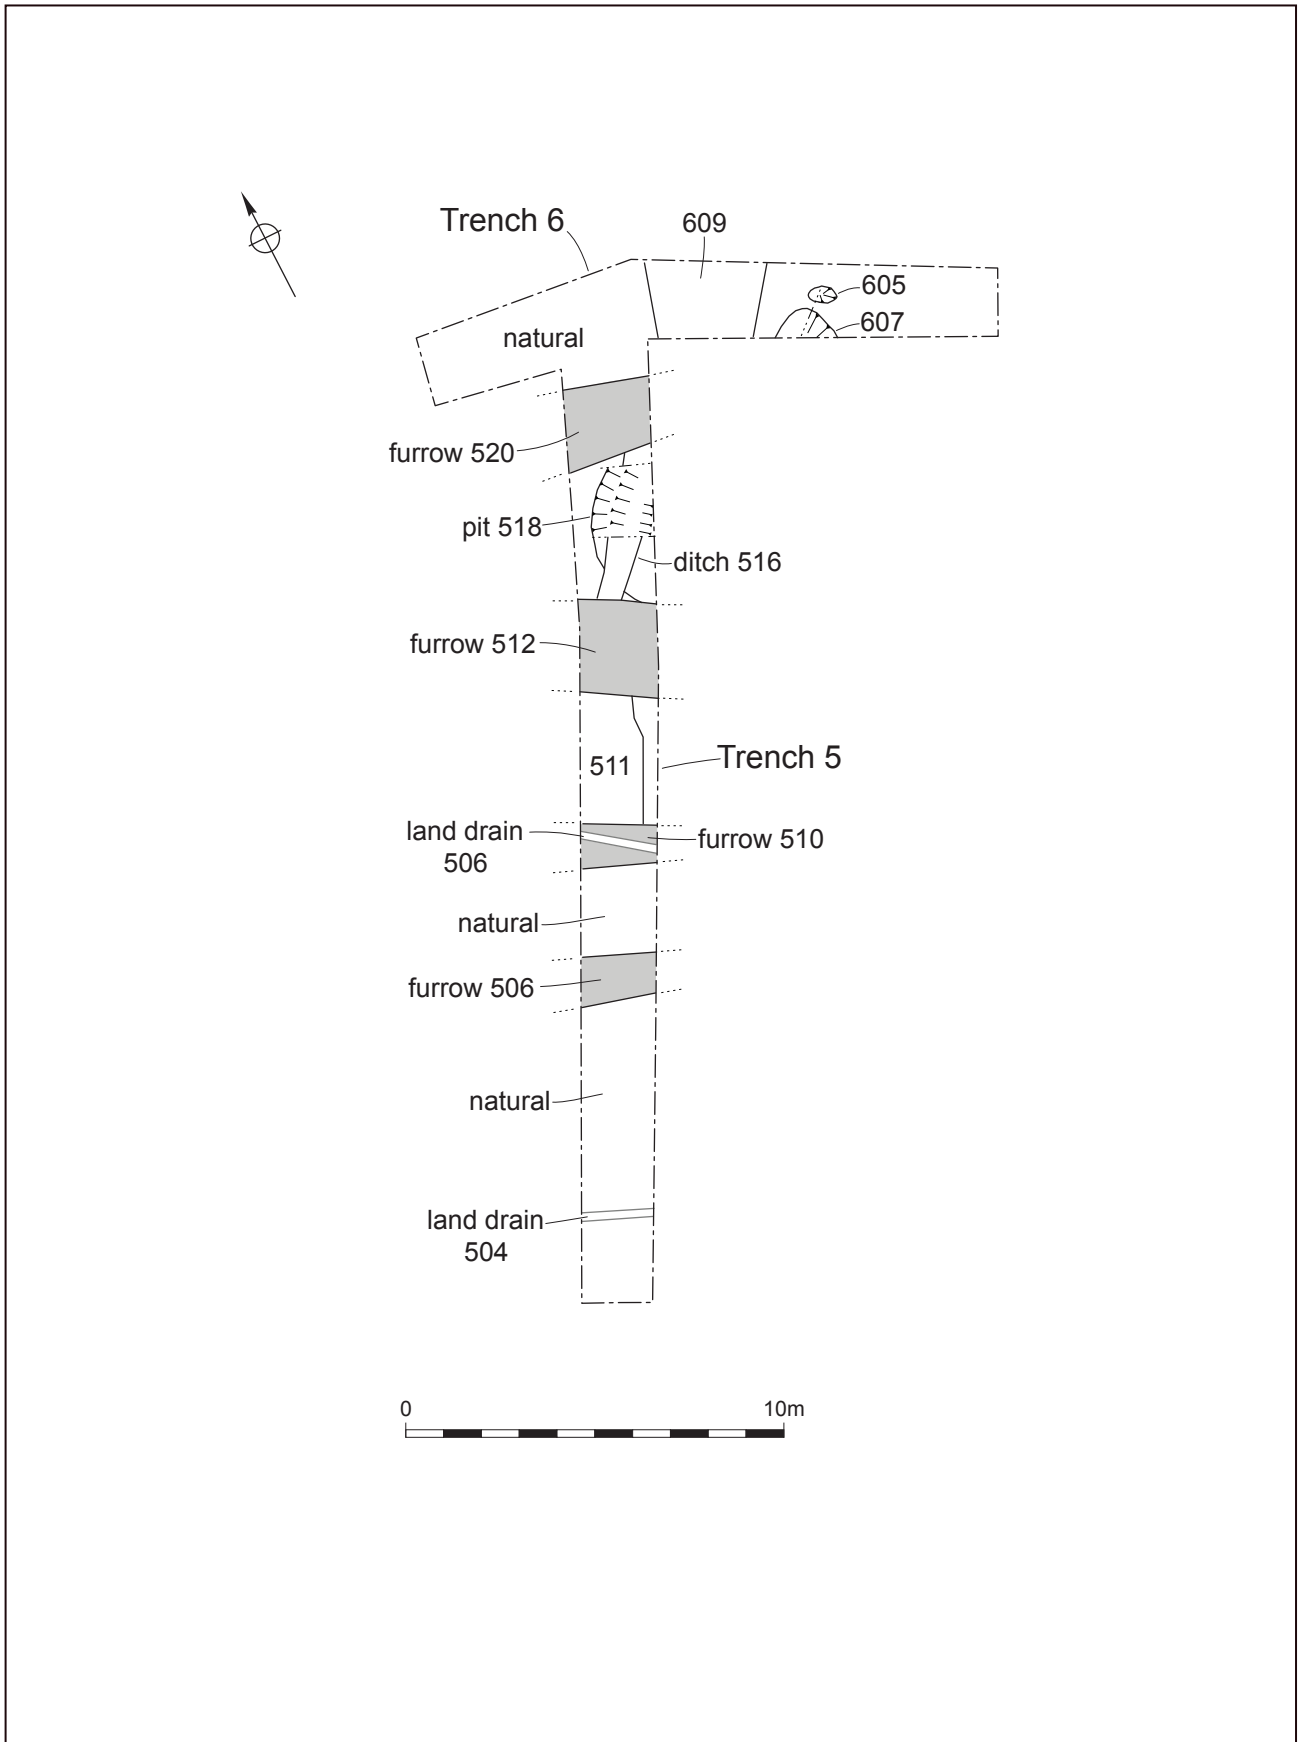 Trench 6
609
605
607
natural
furrow 520
pit 518
ditch 516
furrow 512
511
Trench 5
land drain
506
furrow 510
natural
furrow 506
natural
land drain
504
0
10m